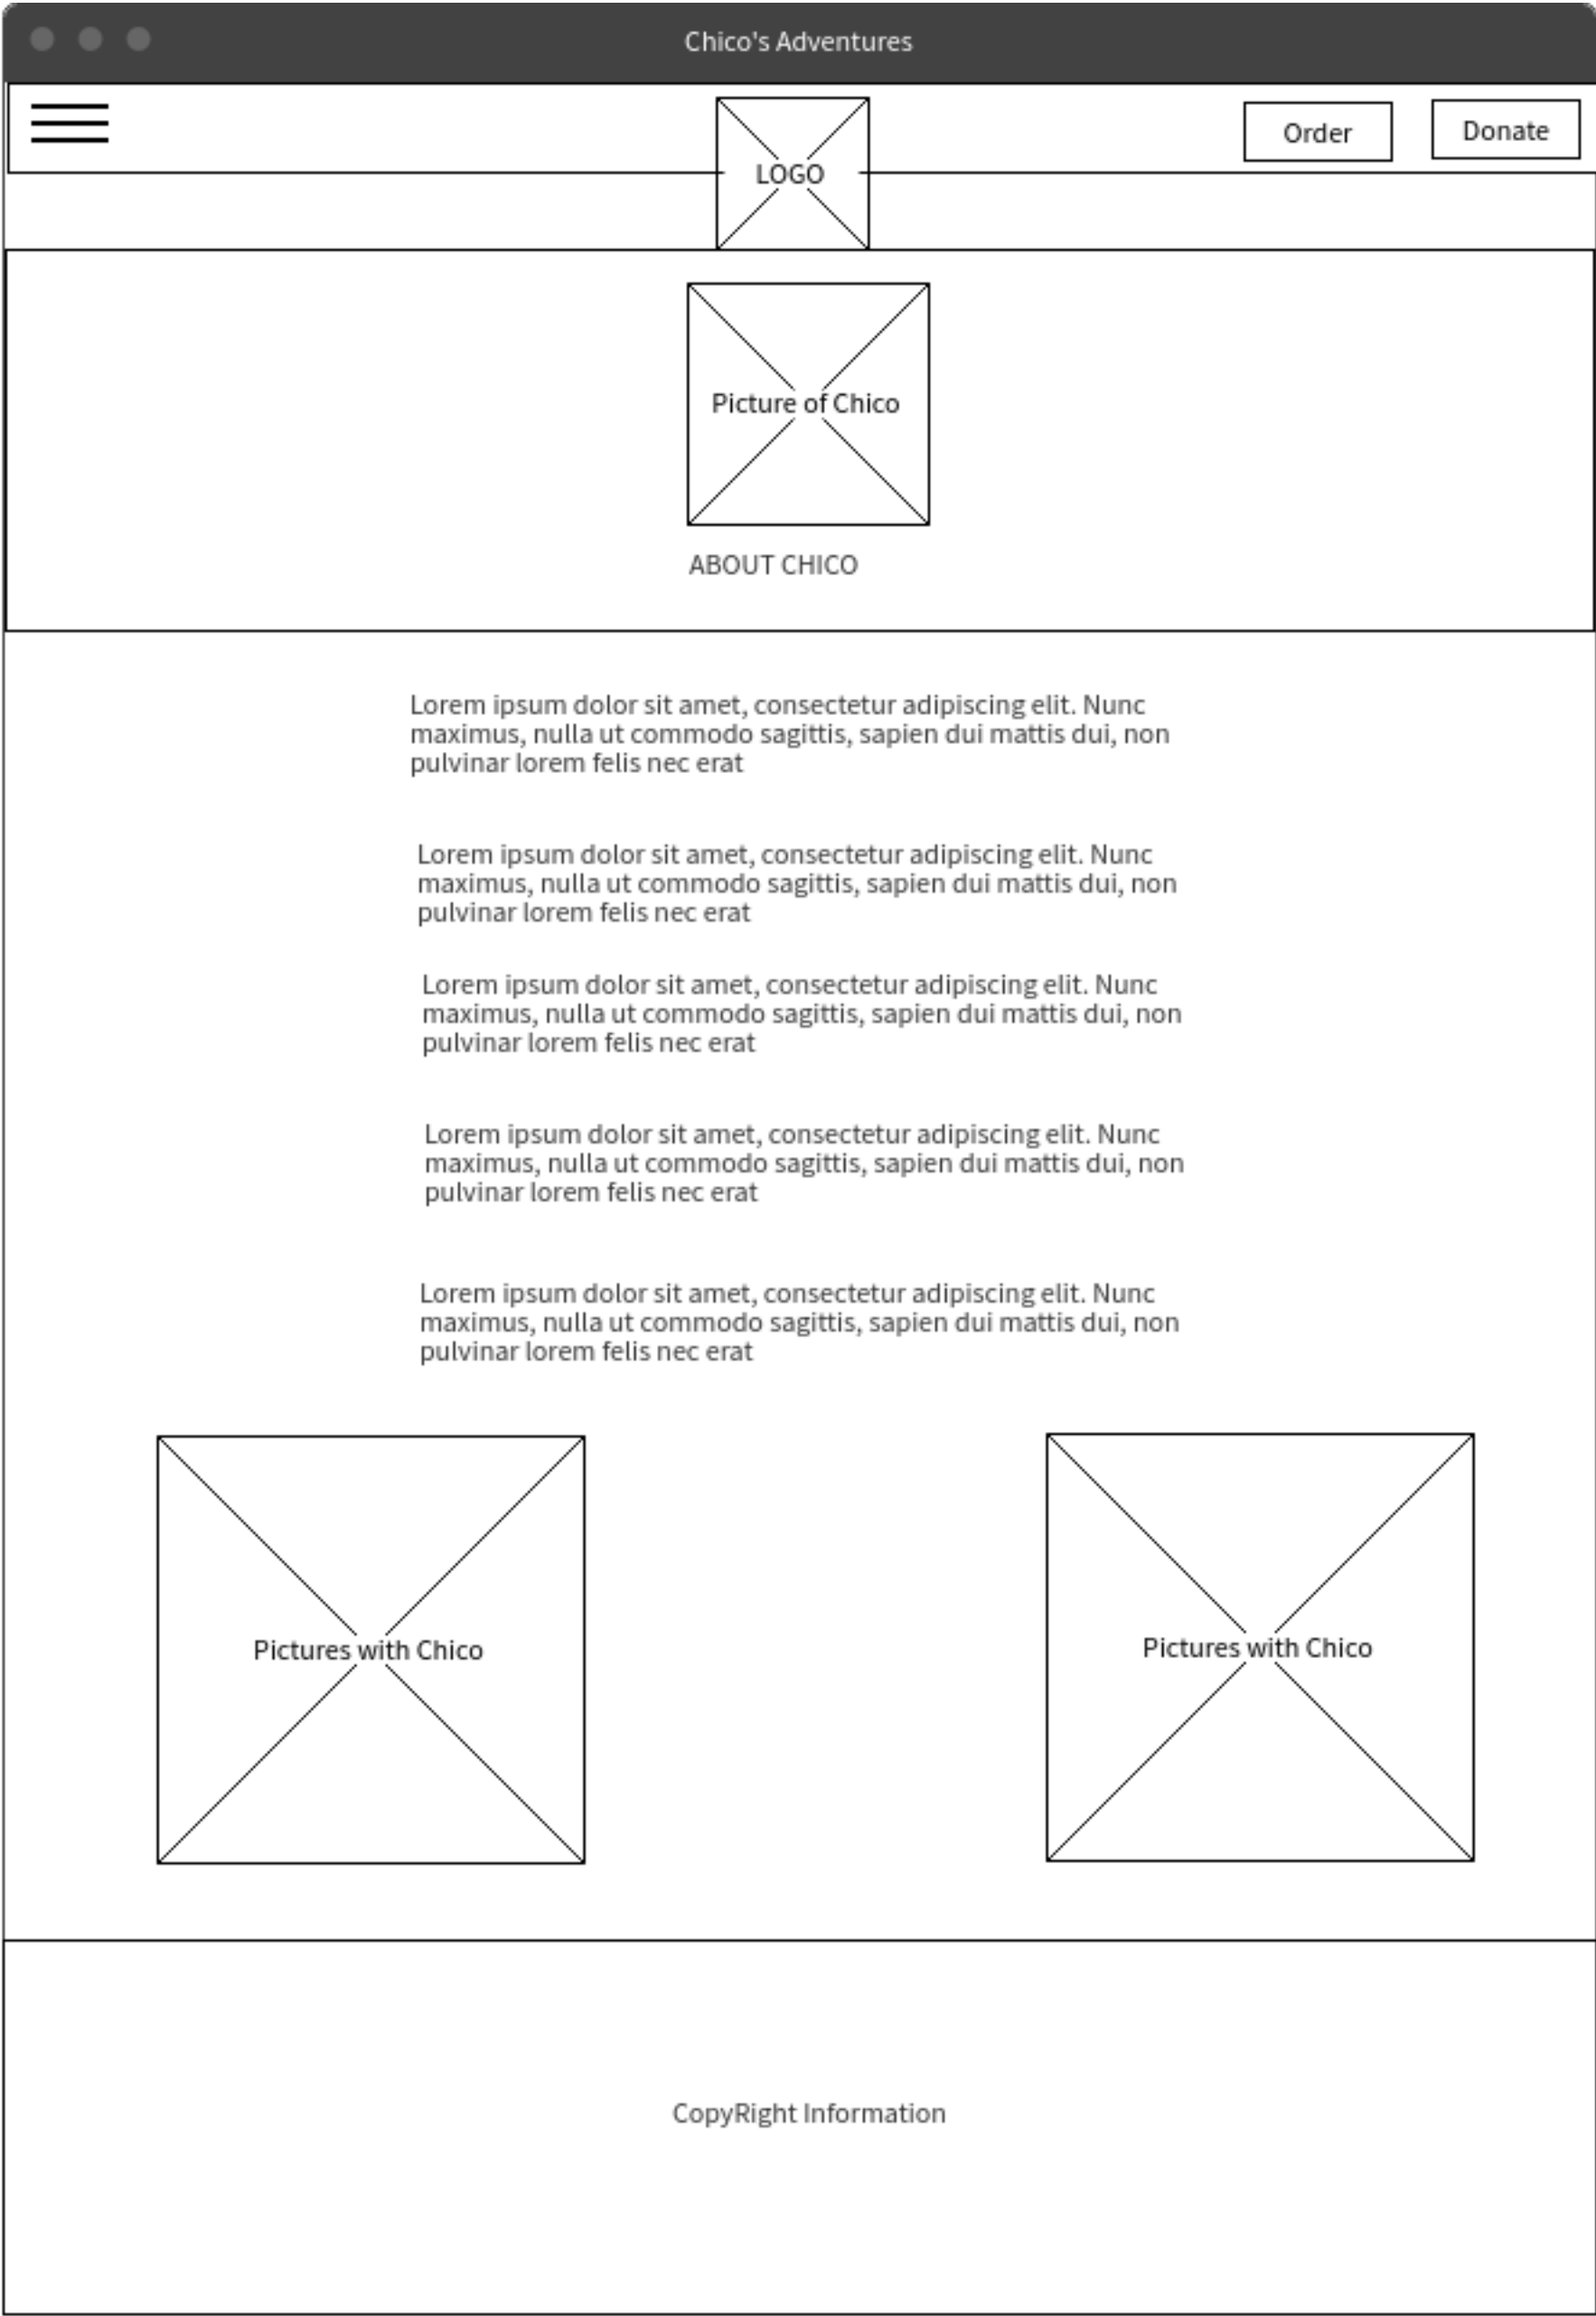 Chico's Adventures
LOGO
Order
Donate
Picture of Chico
ABOUT CHICO
Lorem ipsum dolor sit amet, consectetur adipiscing elit. Nunc
maximus, nulla ut commodo sagittis, sapien dui mattis dui, non
pulvinar lorem felis nec erat
Lorem ipsum dolor sit amet, consectetur adipiscing elit. Nunc
maximus, nulla ut commodo sagittis, sapien dui mattis dui, non
pulvinar lorem felis nec erat
Lorem ipsum dolor sit amet, consectetur adipiscing elit. Nunc
maximus, nulla ut commodo sagittis, sapien dui mattis dui, non
pulvinar lorem felis nec erat
Lorem ipsum dolor sit amet, consectetur adipiscing elit. Nunc
maximus, nulla ut commodo sagittis, sapien dui mattis dui, non
pulvinar lorem felis nec erat
Lorem ipsum dolor sit amet, consectetur adipiscing elit. Nunc
maximus, nulla ut commodo sagittis, sapien dui mattis dui, non
pulvinar lorem felis nec erat
Pictures with Chico
Pictures with Chico
CopyRight Information